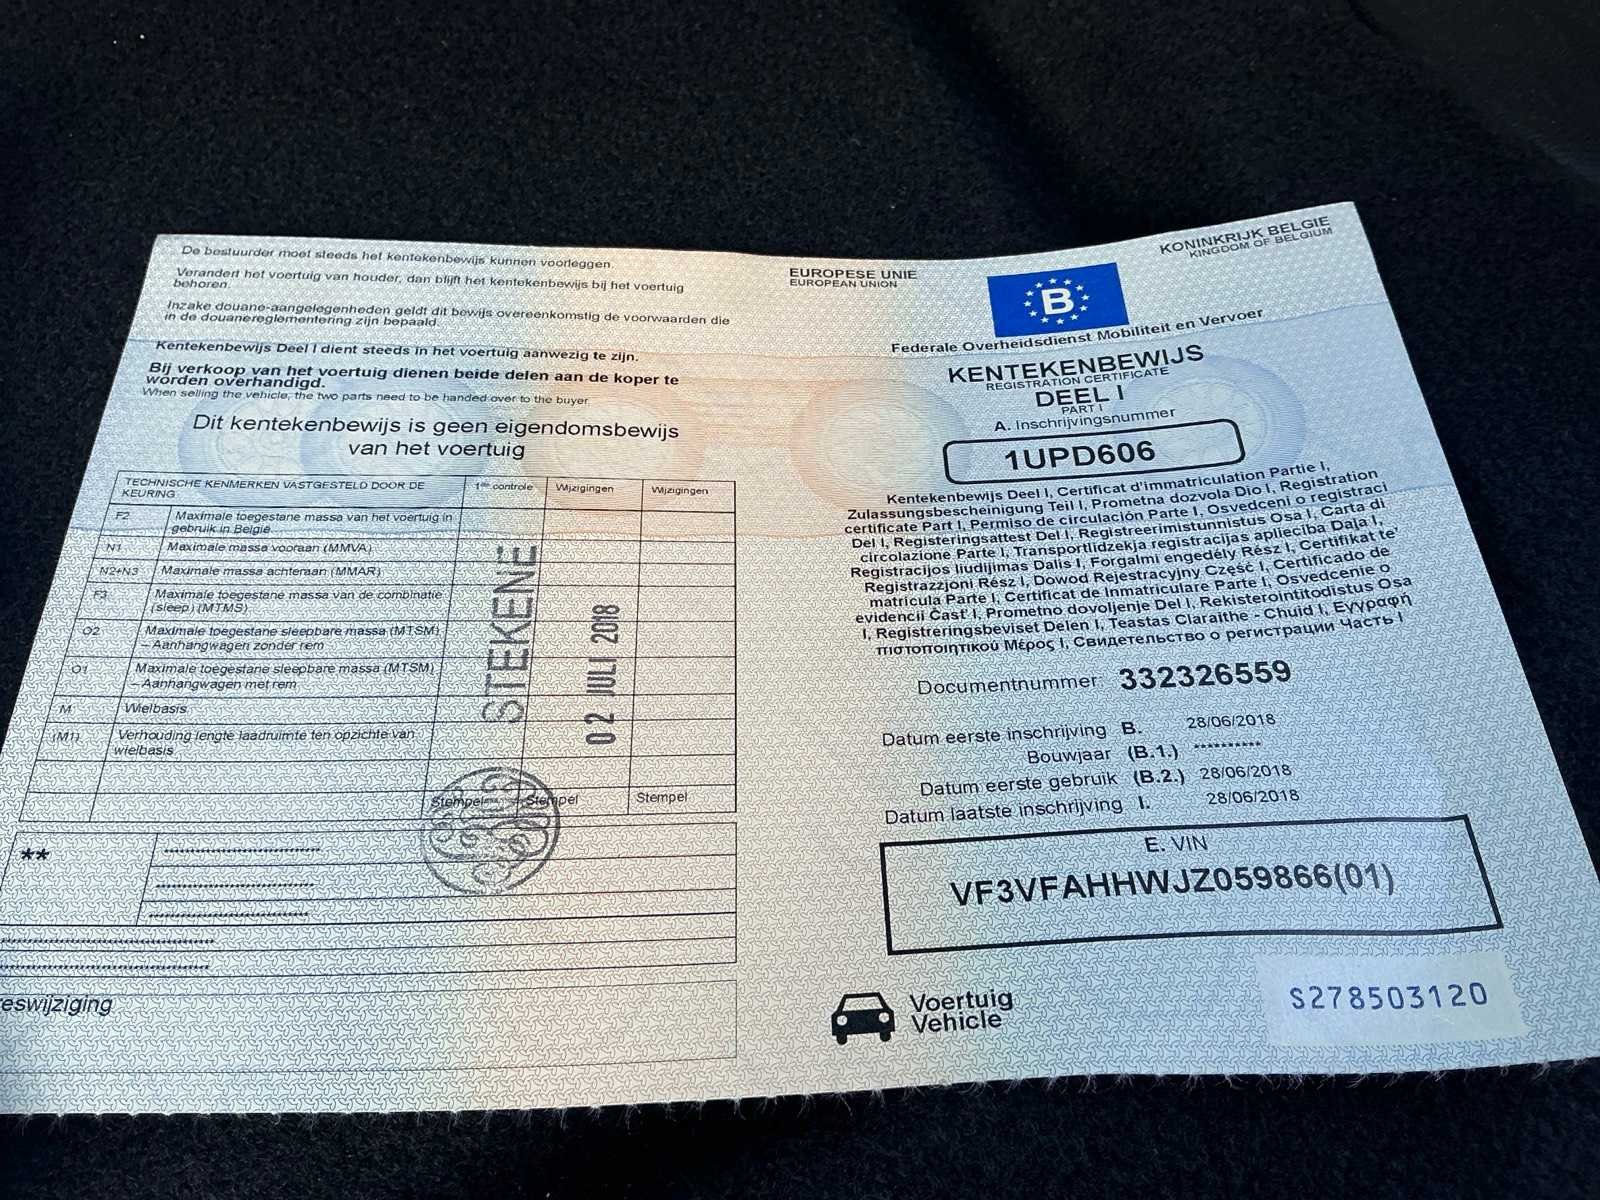 De bestuurder moet steeds het kentekenbewijs kunnen voorleggen.
Verandert het voertuig van houder, dan blijft het kentekenbewijs bij het voertuig
behoren.
Inzake douane-aangelegenheden geldt dit bewijs overeenkomstig de voorwaarden die
in de douanereglementering zijn bepaald.
Kentekenbewijs Deel I dient steeds in het voertuig aanwezig te zijn.
Bij verkoop van het voertuig dienen beide delen aan de koper te
worden overhandigd.
When selling the vehicle, the two parts need to be handed over to the buyer
Dit kentekenbewijs is geen eigendomsbewijs
van het voertuig
TECHNISCHE KENMERKEN VASTGESTELD DOOR DE
KEURING
1ste controle
Wijzigingen
Wijzigingen
F2 Maximale toegestane massa van het voertuig in
gebruik in België
N1 Maximale massa vooraan (MMVA)
N2+N3 Maximale massa achteraan (MMAR)
F3 Maximale toegestane massa van de combinatie
(sleep) (MTMS)
O2 Maximale toegestane sleepbare massa (MTSM)
– Aanhangwagen zonder rem
O1 Maximale toegestane sleepbare massa (MTSM)
– Aanhangwagen met rem
M Wielbasis
(M1) Verhouding lengte laadruimte ten opzichte van
wielbasis
STEKENE
02 JULI 2018
Stempel
Stempel
Stempel
**
eswijziging
EUROPESE UNIE
EUROPEAN UNION
B
KONINKRIJK BELGIE
KINGDOM OF BELGIUM
Federale Overheidsdienst Mobiliteit en Vervoer
KENTEKENBEWIJS
REGISTRATION CERTIFICATE
DEEL I
PART I
A. Inschrijvingsnummer
1UPD606
Kentekenbewijs Deel I, Certificat d'immatriculation Partie I,
Zulassungsbescheinigung Teil I, Prometna dozvola Dio I, Registration
certificate Part I, Permiso de circulación Parte I, Osvedceni o registraci
Del I, Registeringsattest Del I, Registreerimistunnistus Osa I, Carta di
circolazione Parte I, Transportlidzekja registracijas apliecība Daļa I,
Registracijos liudijimas Dalis I, Forgalmi engedély Rész I, Certifikat te'
Registrazzjoni Rész I, Dowod Rejestracyjny Część I, Certificado de
matricula Parte I, Certificat de Inmatriculare Parte I, Osvedcenie o
evidencii Časť I, Prometno dovoljenje Del I, Rekisterointitodistus Osa
I, Registreringsbeviset Delen I, Teastas Claraithe - Chuid I, Εγγραφή
πιστοποιητικού Μέρος I, Свидетельство о регистрации Часть I
Documentnummer: 332326559
Datum eerste inschrijving B. 28/06/2018
Bouwjaar (B.1.) **********
Datum eerste gebruik (B.2.) 28/06/2018
Datum laatste inschrijving I. 28/06/2018
E. VIN
VF3VFAHHWJZ059866(01)
Voertuig
Vehicle
S278503120